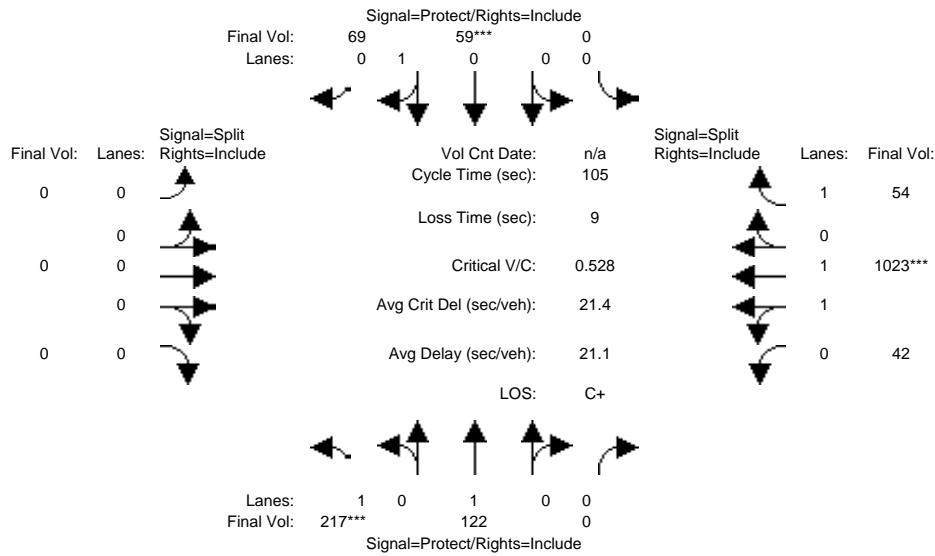 Signal=Protect/Rights=Include
Final Vol: 69 59*** 0
Lanes: 0 1 0 0 0
Signal=Split Signal=Split
Final Vol: Lanes: Rights=Include Vol Cnt Date: n/a Rights=Include Lanes: Final Vol:
Cycle Time (sec): 105
0 0 1 54
Loss Time (sec): 9
0 0
0 0 Critical V/C: 0.528 1 1023***
0 Avg Crit Del (sec/veh): 21.4 1
0 0 Avg Delay (sec/veh): 21.1 0 42
LOS: C+
Lanes: 1 0 1 0 0
Final Vol: 217*** 122 0
Signal=Protect/Rights=Include